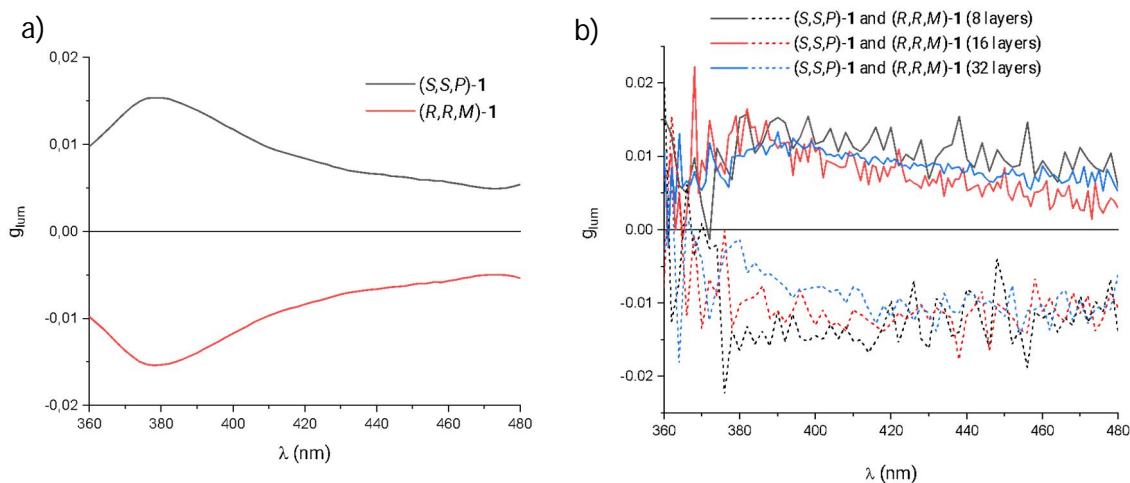 a)
0,02
0,01
0,00
-0,01
-0,02
g_lum
360 380 400 420 440 460 480
λ (nm)
(S,S,P)-1
(R,R,M)-1
b)
(S,S,P)-1 and (R,R,M)-1 (8 layers)
(S,S,P)-1 and (R,R,M)-1 (16 layers)
(S,S,P)-1 and (R,R,M)-1 (32 layers)
0.02
0.01
0.00
-0.01
-0.02
g_lum
360 380 400 420 440 460 480
λ (nm)